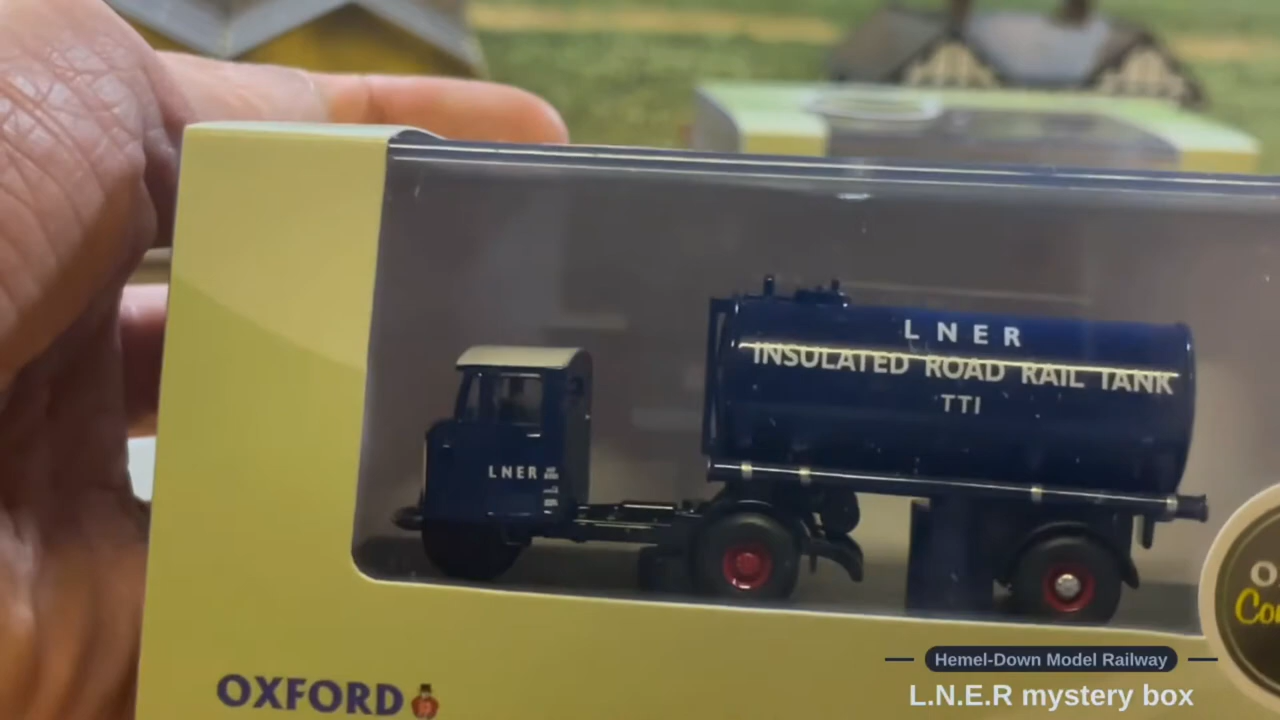 LNER
INSULATED ROAD RAIL TANK
TTI
LNER
OXFORD
Hemel-Down Model Railway
L.N.E.R mystery box